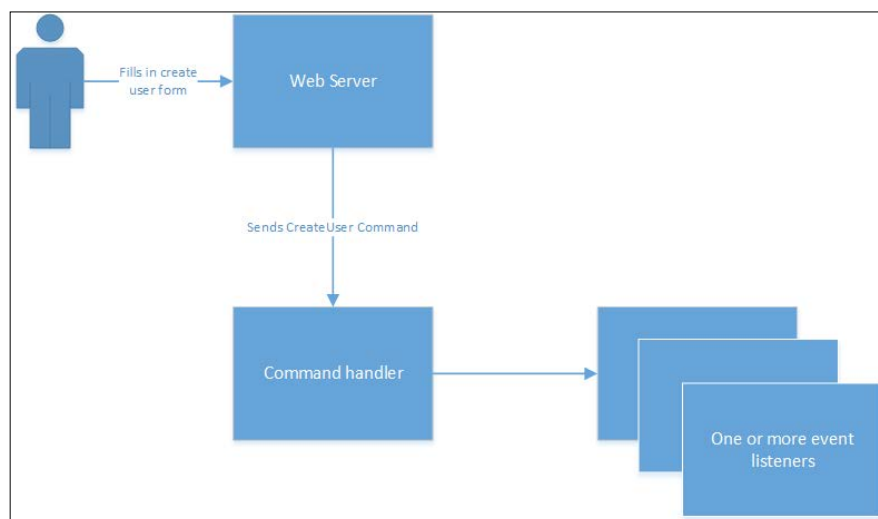 Fills in create
user form
Web Server
Sends CreateUser Command
Command handler
One or more event
listeners